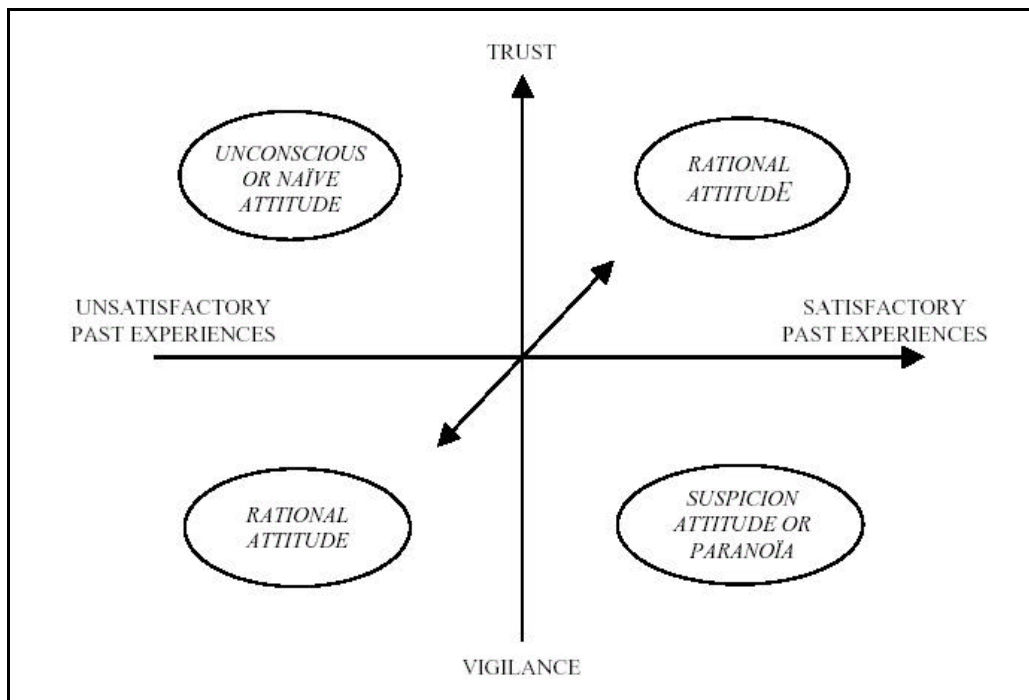 TRUST
UNCONSCIOUS
OR NAÏVE
ATTITUDE
RATIONAL
ATTITUDE
UNSATISFACTORY
PAST EXPERIENCES
SATISFACTORY
PAST EXPERIENCES
RATIONAL
ATTITUDE
SUSPICION
ATTITUDE OR
PARANOÏA
VIGILANCE